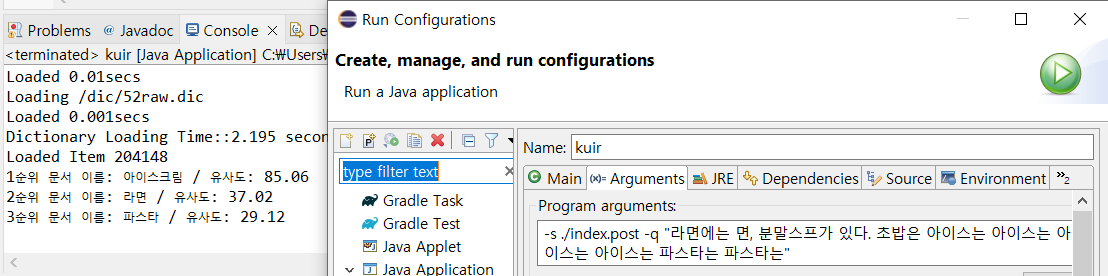 Problems @ Javadoc Console De
<terminated> kuir [Java Application] C:₩Users₩
Loaded 0.01secs
Loading /dic/52raw.dic
Loaded 0.001secs
Dictionary Loading Time::2.195 secon
Loaded Item 204148
1순위 문서 이름: 아이스크림 / 유사도: 85.06
2순위 문서 이름: 라면 / 유사도: 37.02
3순위 문서 이름: 파스타 / 유사도: 29.12
Run Configurations
Create, manage, and run configurations
Run a Java application
type filter text
Gradle Task
Gradle Test
Java Applet
Java Application
Name: kuir
Main (x)= Arguments JRE Dependencies Source Environment »2
Program arguments:
-s ./index.post -q "라면에는 면, 분말스프가 있다. 초밥은 아이스는 아이스는 아
이스는 아이스는 파스타는 파스타는"